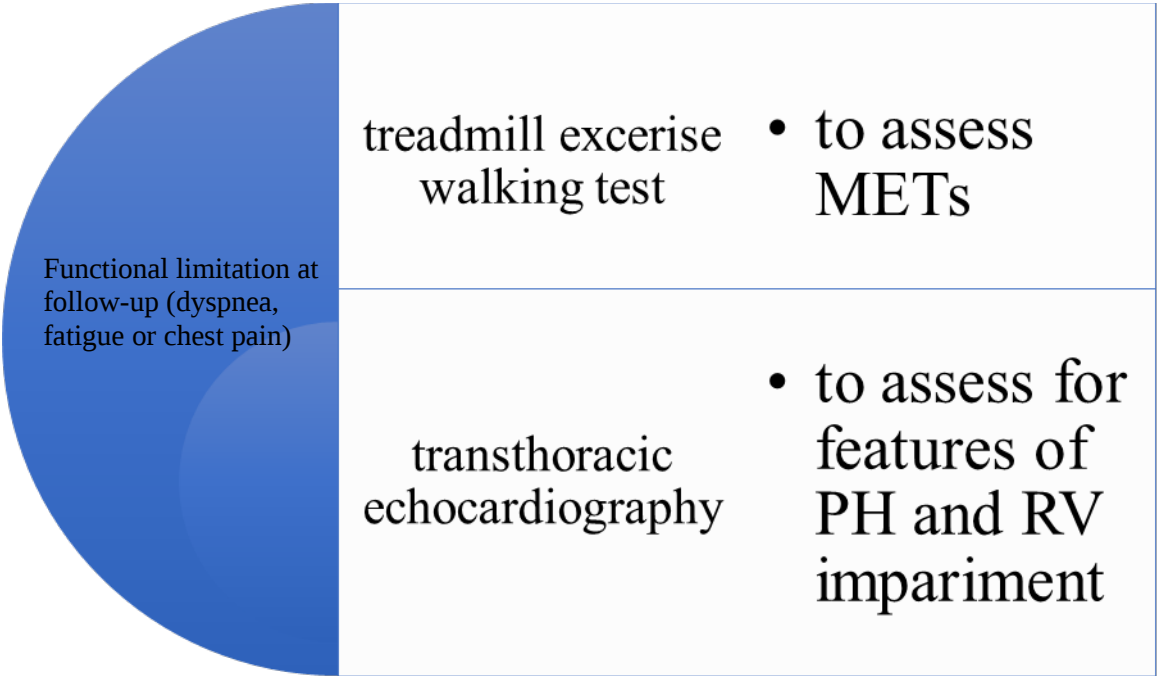 Functional limitation at
follow-up (dyspnea,
fatigue or chest pain)
treadmill excerise
walking test
• to assess
METs
transthoracic
echocardiography
• to assess for
features of
PH and RV
impariment